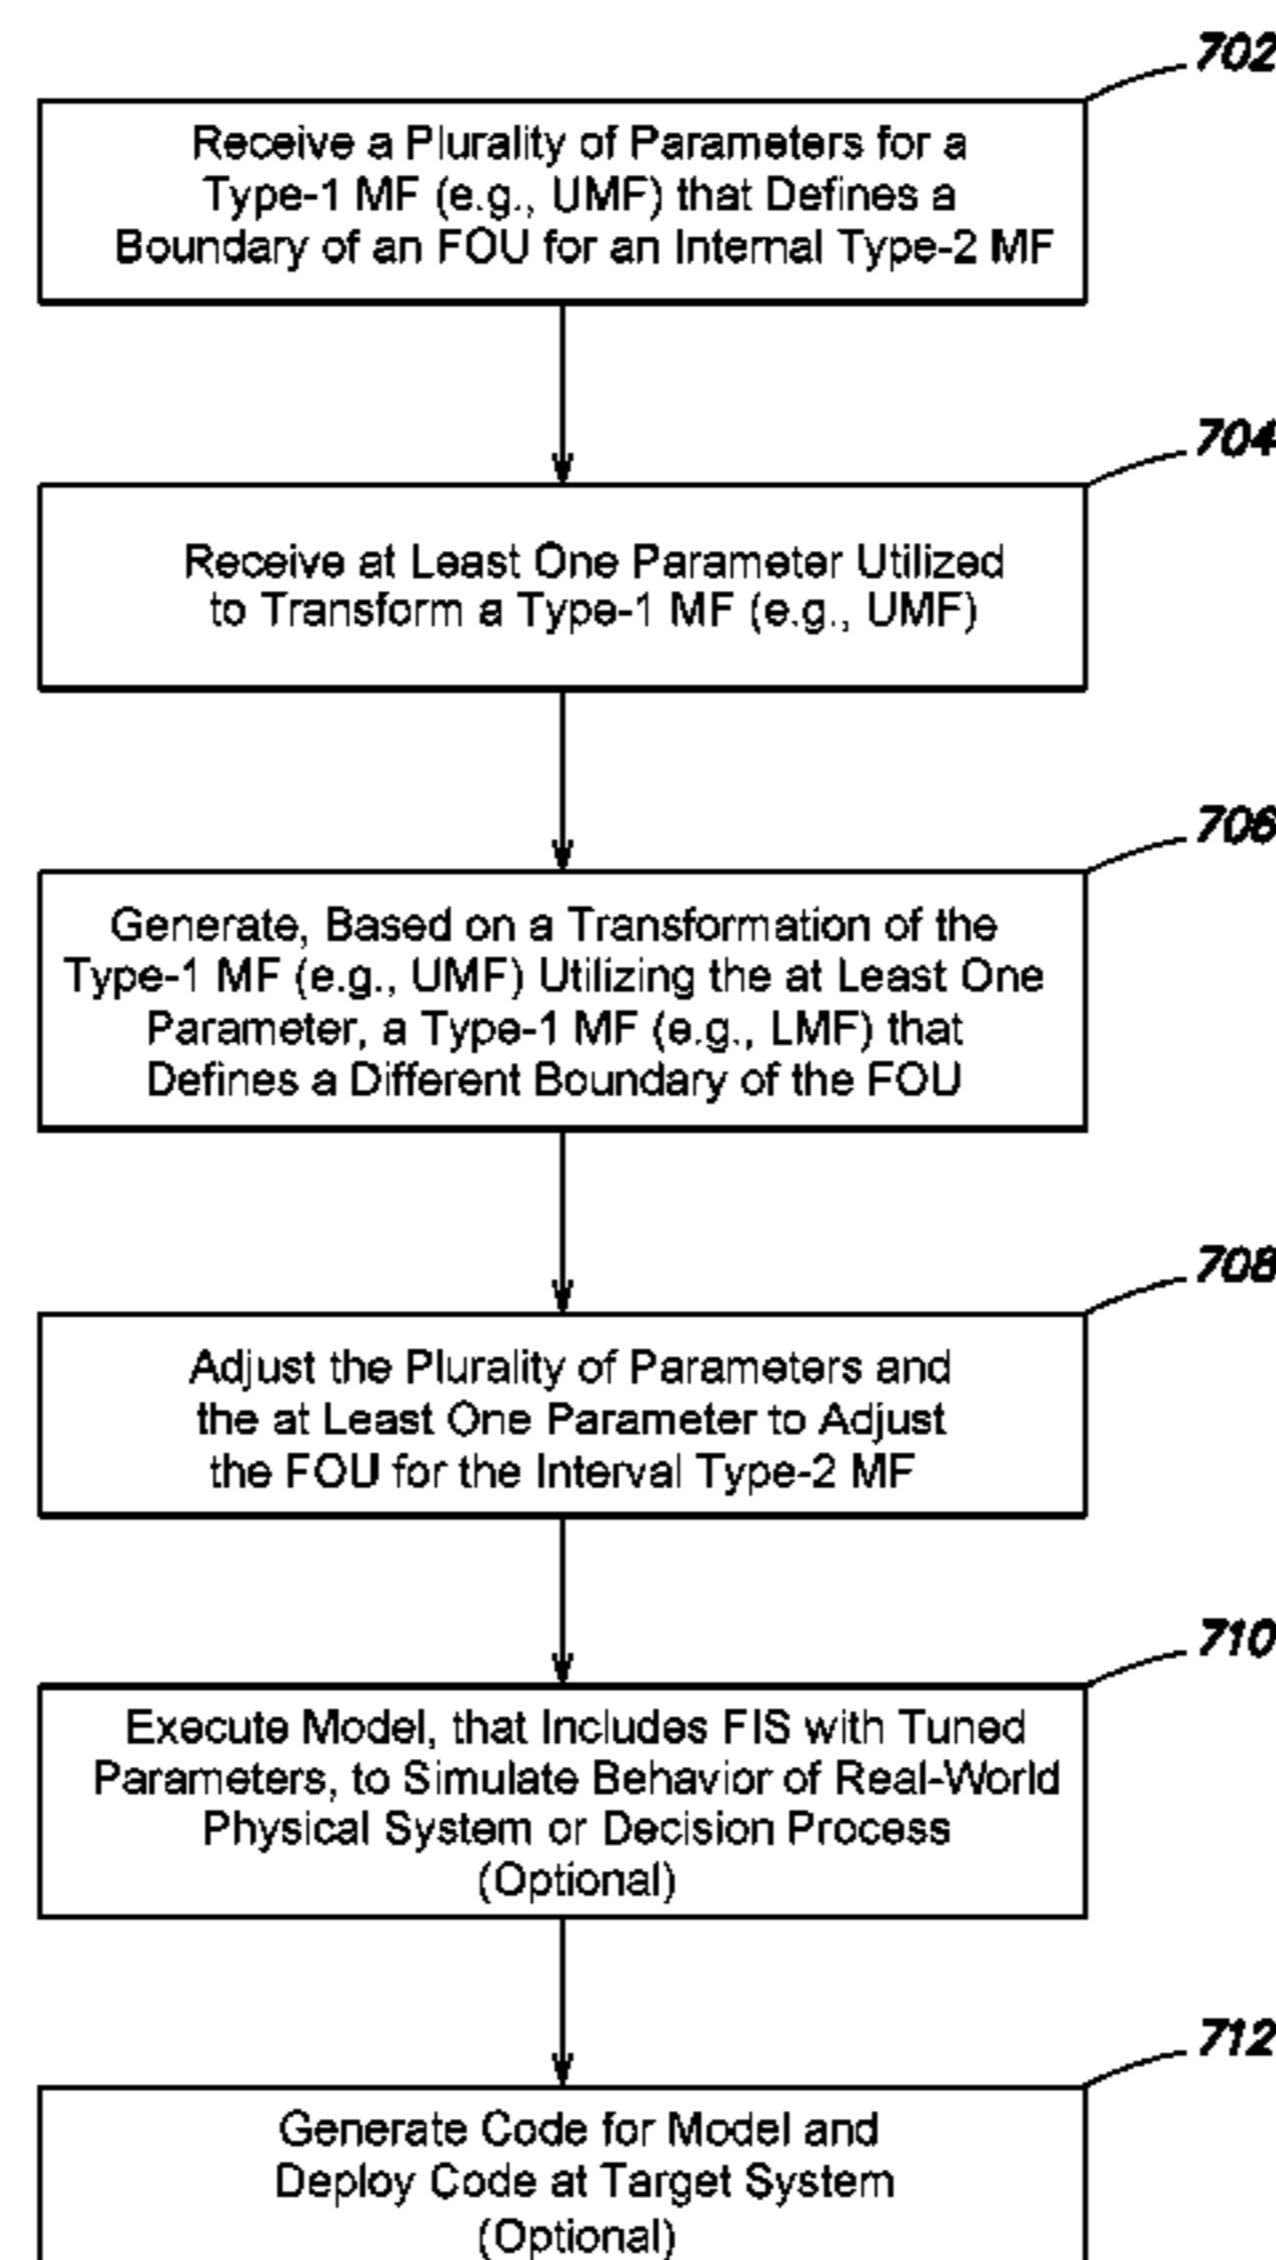 702
Receive a Plurality of Parameters for a
Type-1 MF (e.g., UMF) that Defines a
Boundary of an FOU for an Internal Type-2 MF
704
Receive at Least One Parameter Utilized
to Transform a Type-1 MF (e.g., UMF)
706
Generate, Based on a Transformation of the
Type-1 MF (e.g., UMF) Utilizing the at Least One
Parameter, a Type-1 MF (e.g., LMF) that
Defines a Different Boundary of the FOU
708
Adjust the Plurality of Parameters and
the at Least One Parameter to Adjust
the FOU for the Interval Type-2 MF
710
Execute Model, that Includes FIS with Tuned
Parameters, to Simulate Behavior of Real-World
Physical System or Decision Process
(Optional)
712
Generate Code for Model and
Deploy Code at Target System
(Optional)